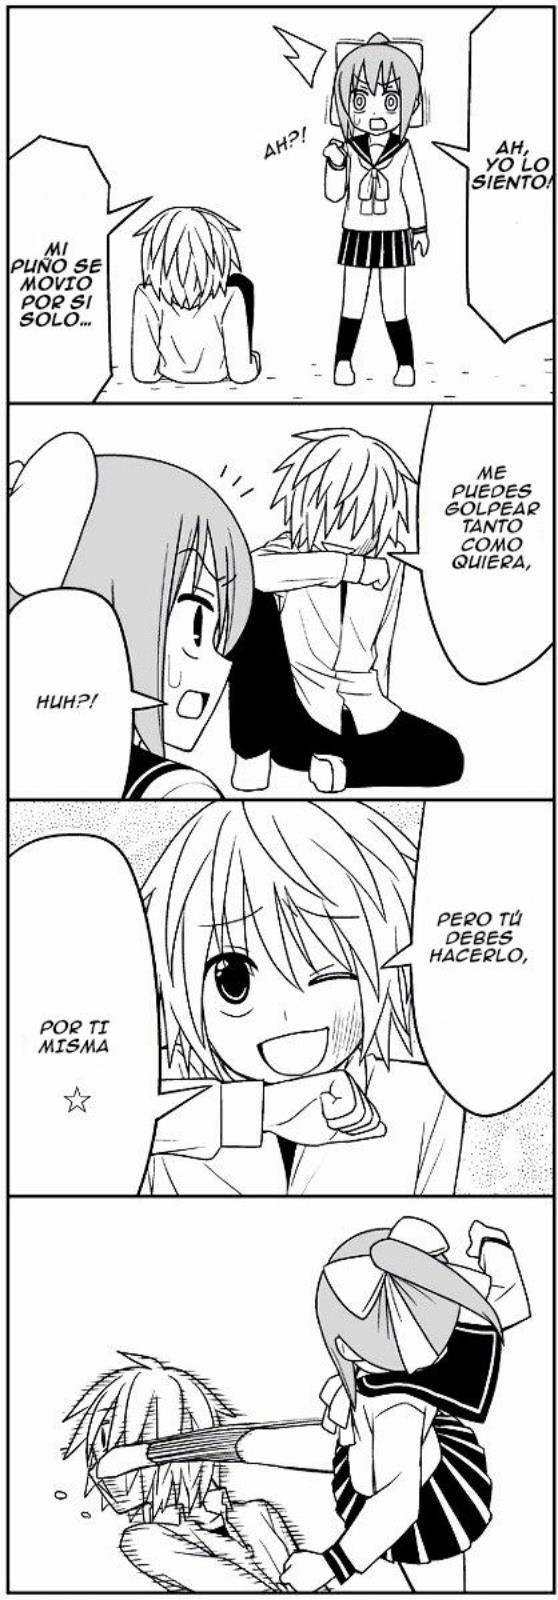 AH,
YO LO
SIENTO!
AH?!
MI
PUÑO SE
MOVIO
POR SI
SOLO...
ME
PUEDES
GOLPEAR
TANTO
COMO
QUIERA,
HUH?!
PERO TÚ
DEBES
HACERLO,
POR TI
MISMA
☆